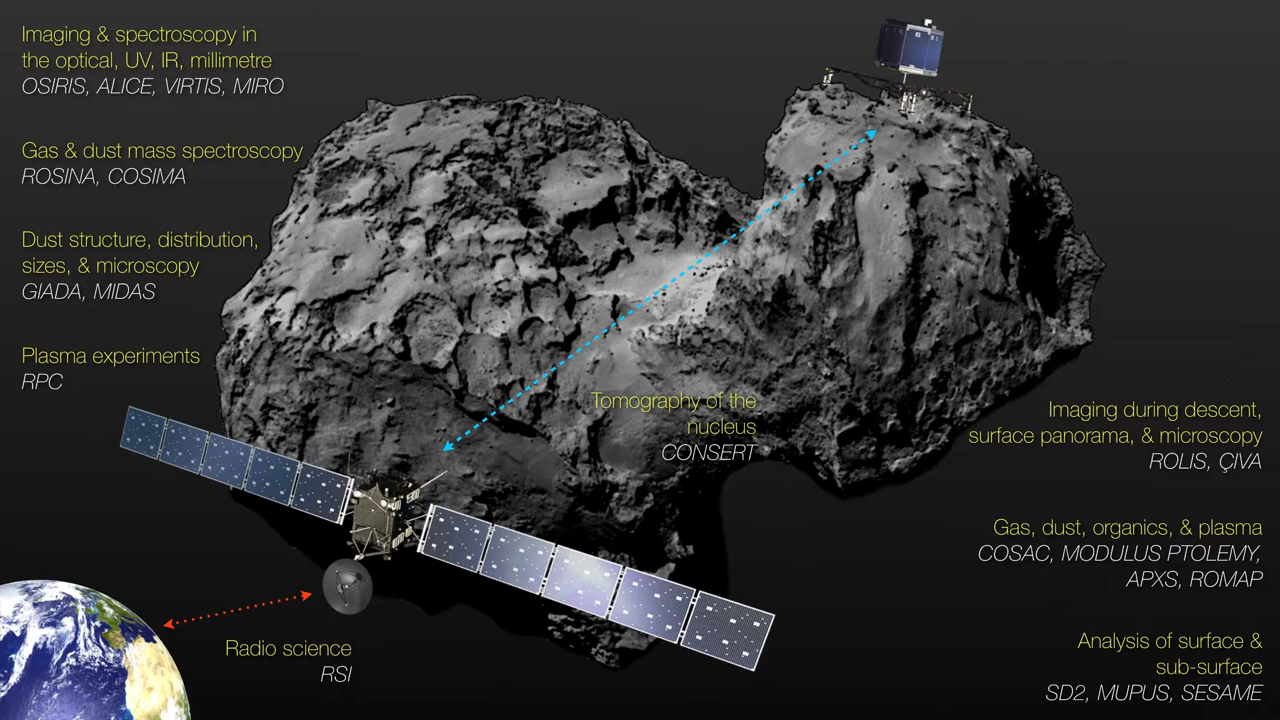 Imaging & spectroscopy in
the optical, UV, IR, millimetre
OSIRIS, ALICE, VIRTIS, MIRO
Gas & dust mass spectroscopy
ROSINA, COSIMA
Dust structure, distribution,
sizes, & microscopy
GIADA, MIDAS
Plasma experiments
RPC
Tomography of the
nucleus
CONSERT
Radio science
RSI
Imaging during descent,
surface panorama, & microscopy
ROLIS, ÇIVA
Gas, dust, organics, & plasma
COSAC, MODULUS PTOLEMY,
APXS, ROMAP
Analysis of surface &
sub-surface
SD2, MUPUS, SESAME